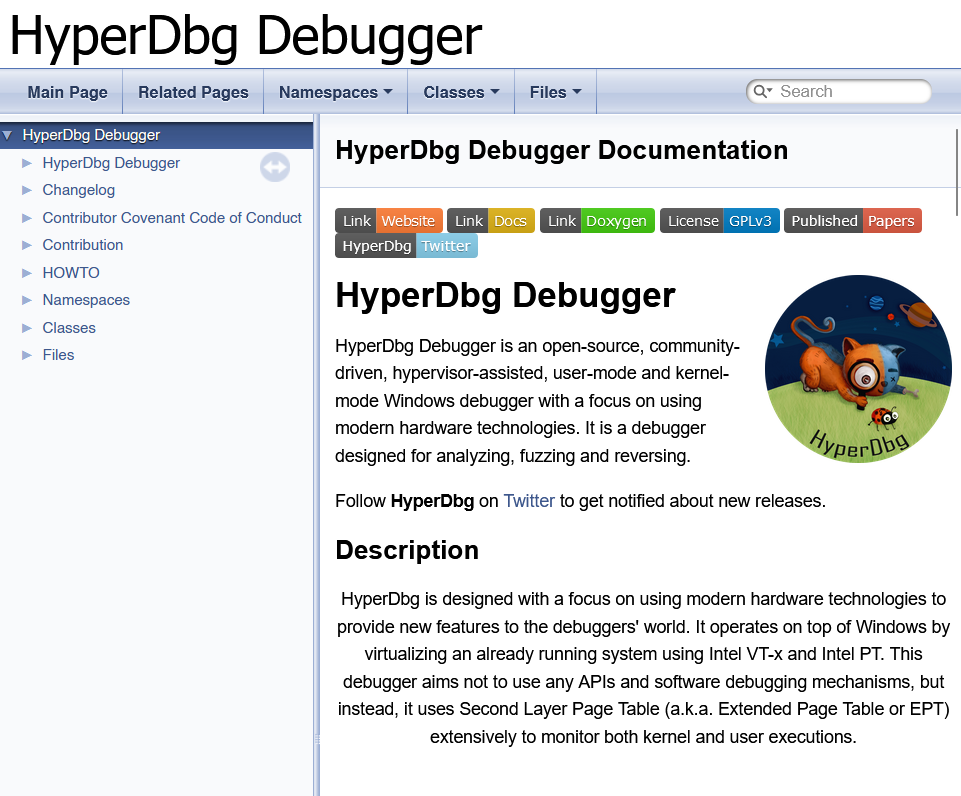 HyperDbg Debugger
Main Page Related Pages Namespaces Classes Files Search
HyperDbg Debugger
HyperDbg Debugger
Changelog
Contributor Covenant Code of Conduct
Contribution
HOWTO
Namespaces
Classes
Files
HyperDbg Debugger Documentation
Link Website Link Docs Link Doxygen License GPLv3 Published Papers
HyperDbg Twitter
HyperDbg Debugger
HyperDbg Debugger is an open-source, community-
driven, hypervisor-assisted, user-mode and kernel-
mode Windows debugger with a focus on using
modern hardware technologies. It is a debugger
designed for analyzing, fuzzing and reversing.
HyperDbg
Follow HyperDbg on Twitter to get notified about new releases.
Description
HyperDbg is designed with a focus on using modern hardware technologies to
provide new features to the debuggers' world. It operates on top of Windows by
virtualizing an already running system using Intel VT-x and Intel PT. This
debugger aims not to use any APIs and software debugging mechanisms, but
instead, it uses Second Layer Page Table (a.k.a. Extended Page Table or EPT)
extensively to monitor both kernel and user executions.